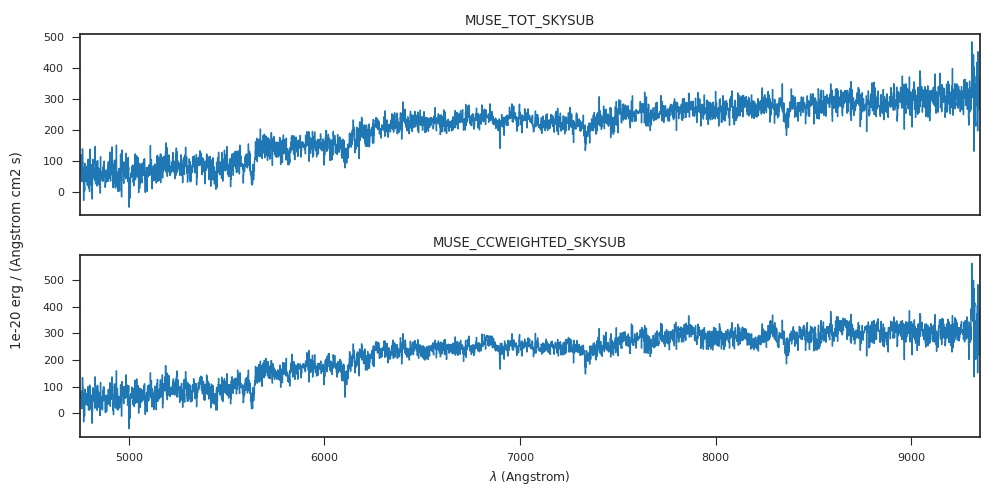 MUSE_TOT_SKYSUB
500
400
300
200
100
0
MUSE_CCWEIGHTED_SKYSUB
500
400
300
200
100
0
1e-20 erg / (Angstrom cm2 s)
5000 6000 7000 8000 9000
λ (Angstrom)